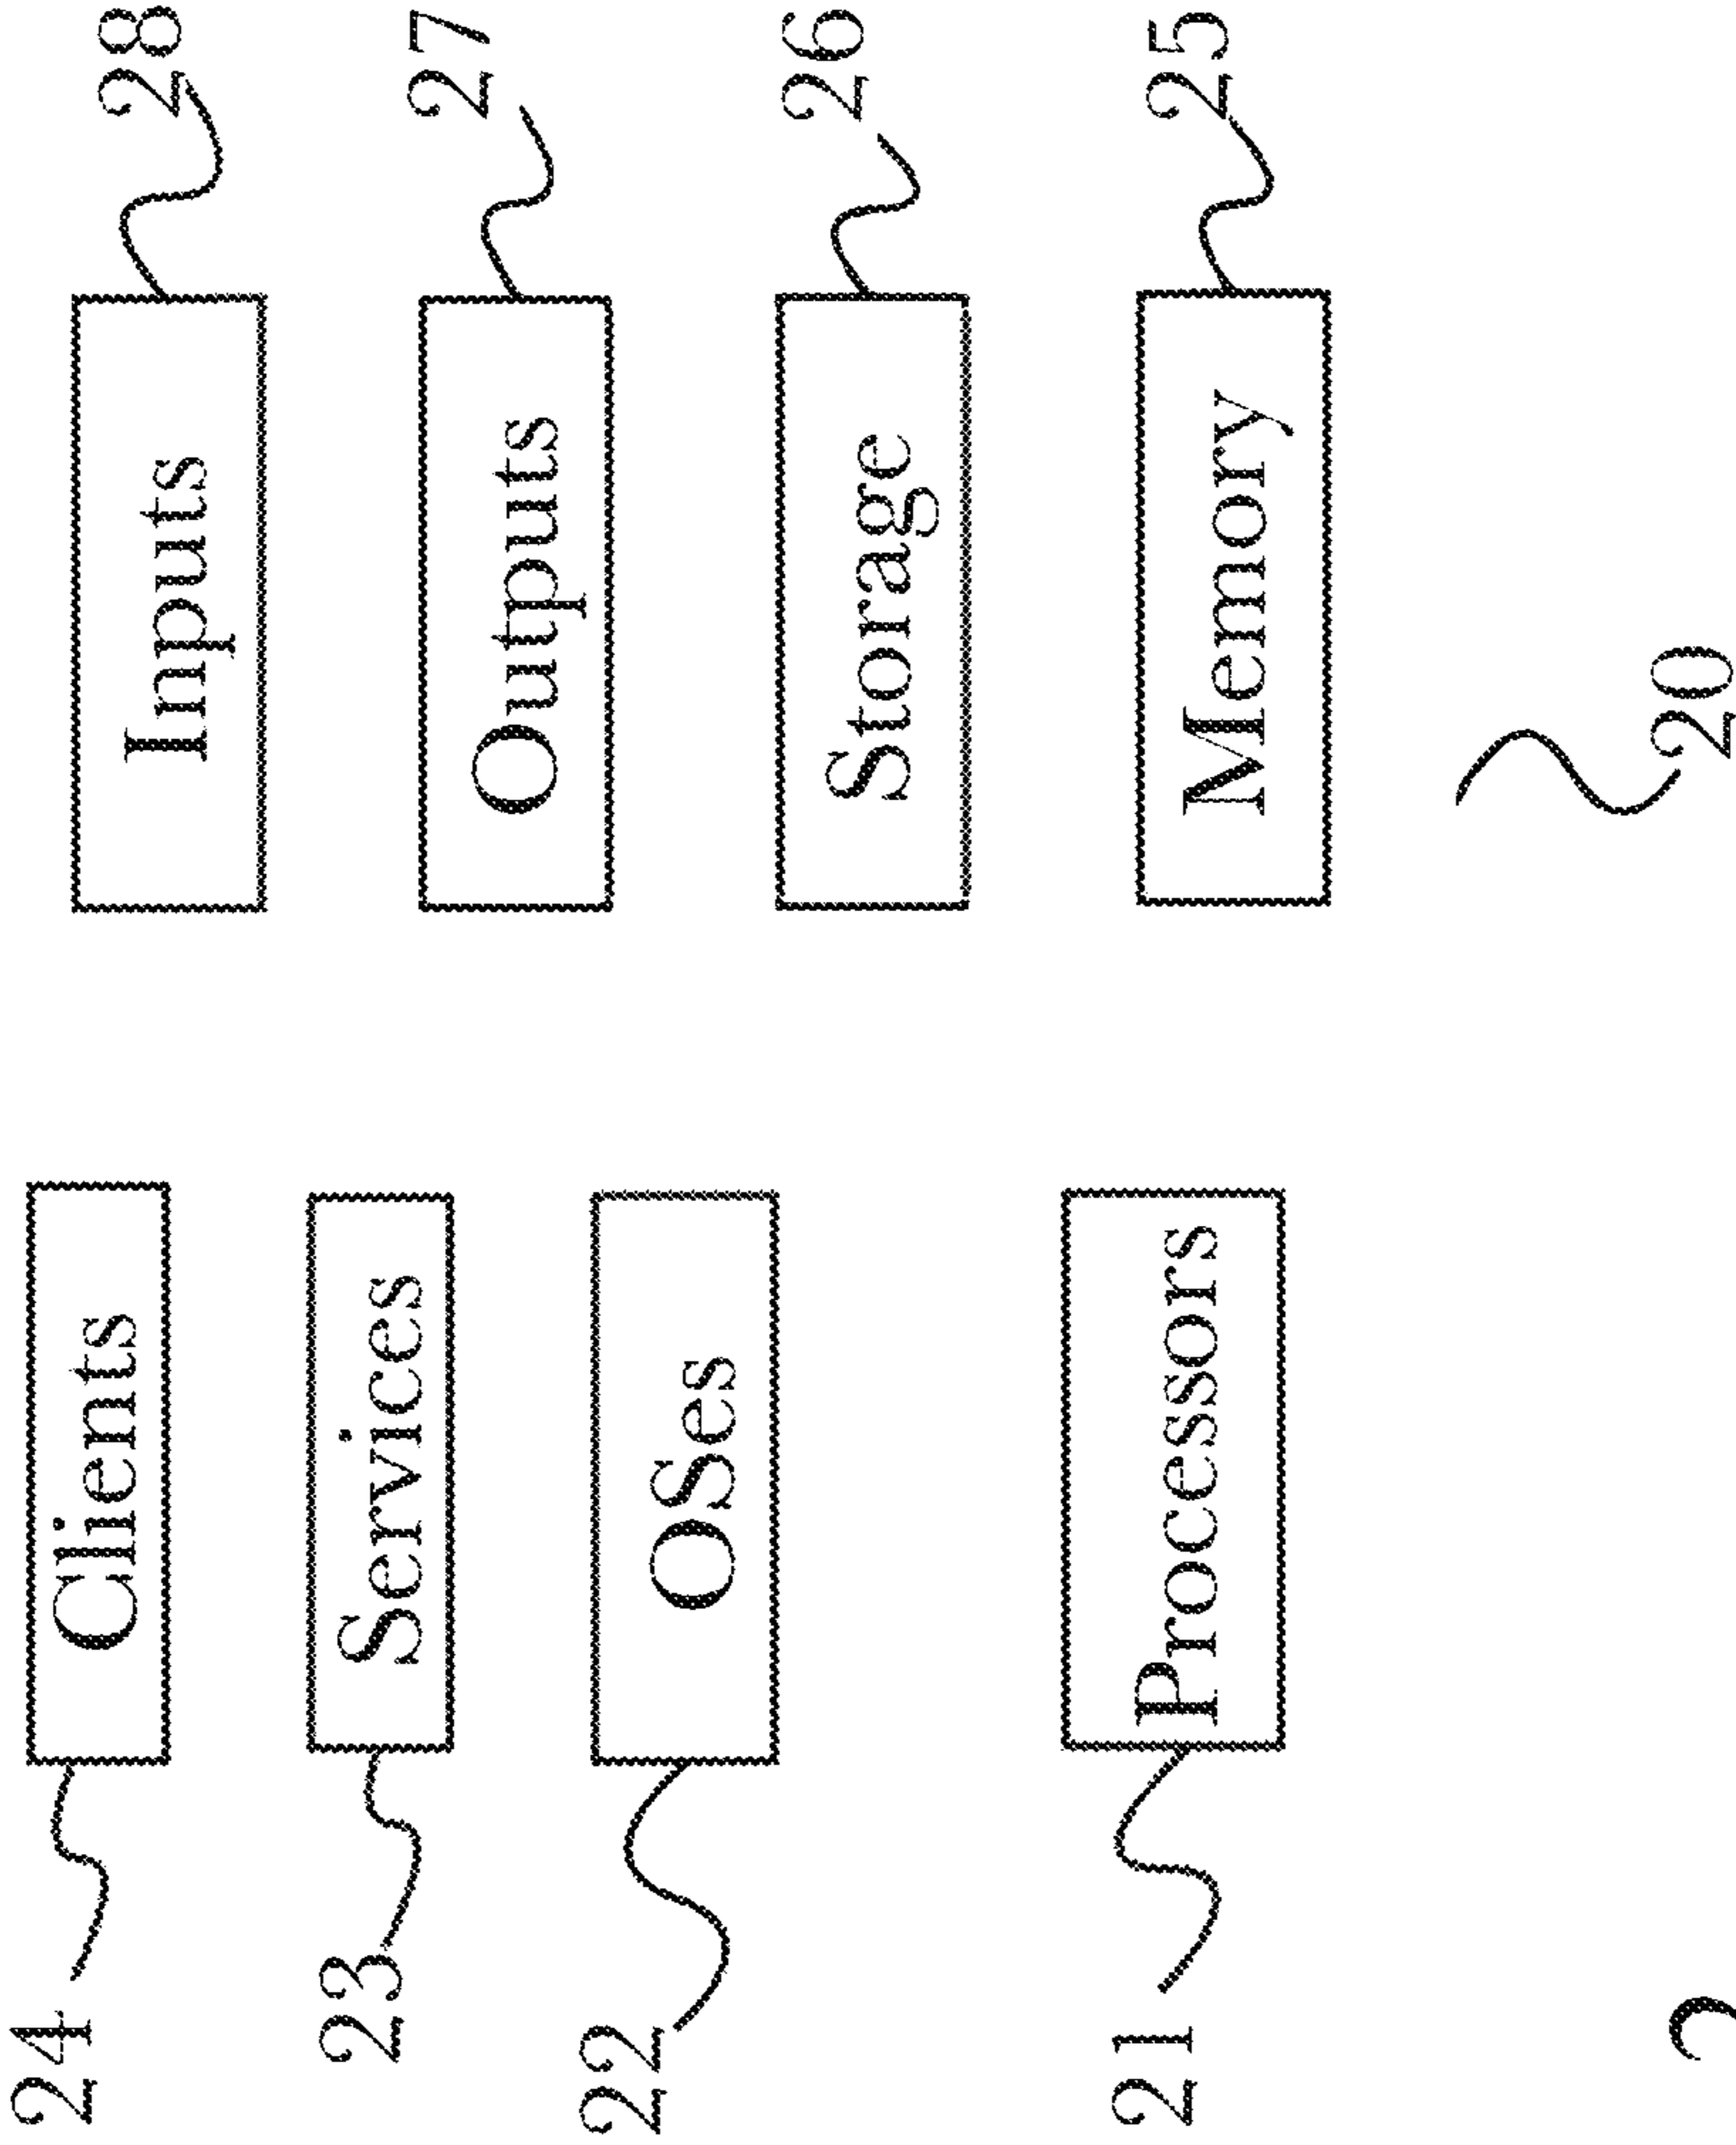 24 Clients Inputs 28
23 Services Outputs 27
22 OSes Storage 26
21 Processors Memory 25
20